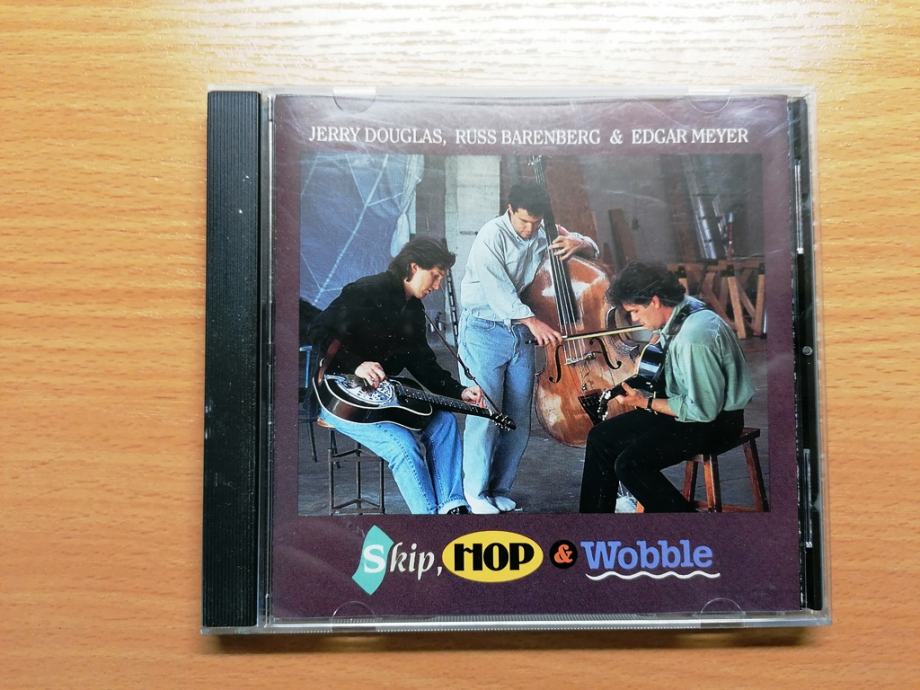 JERRY DOUGLAS, RUSS BARENBERG & EDGAR MEYER
Skip, HOP & Wobble